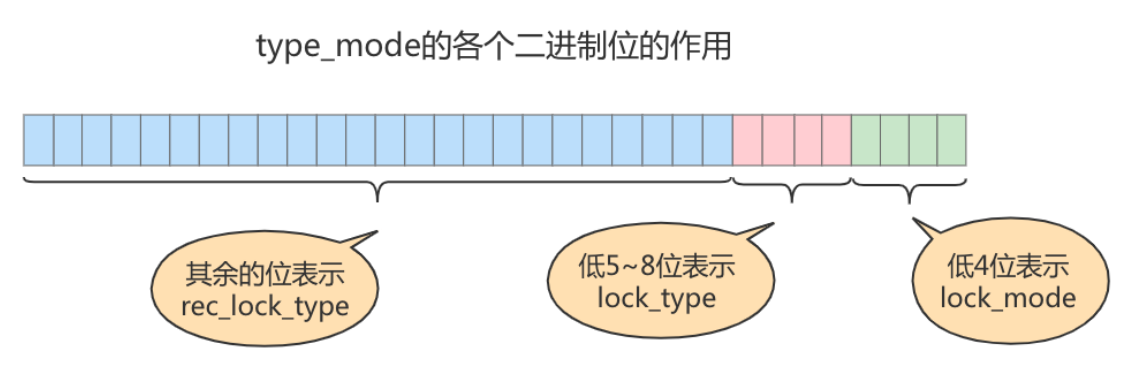 type_mode的各个二进制位的作用
其余的位表示
rec_lock_type
低5~8位表示
lock_type
低4位表示
lock_mode